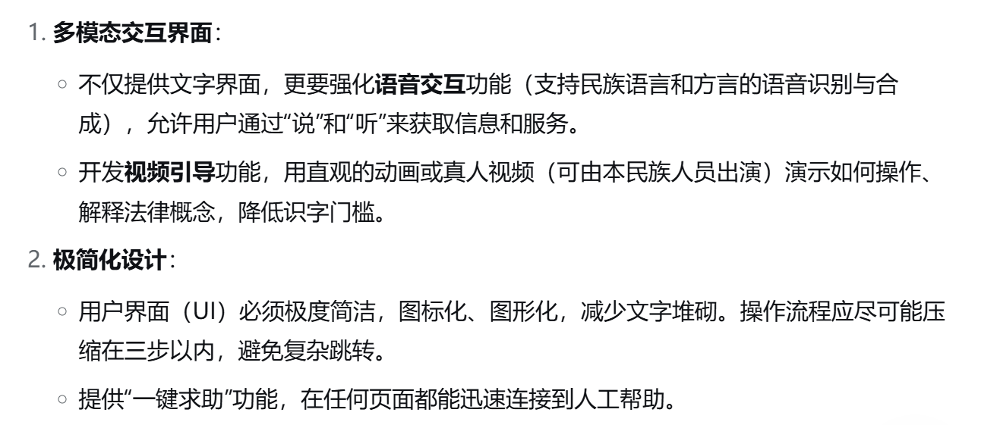 1. 多模态交互界面：
○ 不仅提供文字界面，更要强化语音交互功能（支持民族语言和方言的语音识别与合
成），允许用户通过“说”和“听”来获取信息和服务。
○ 开发视频引导功能，用直观的动画或真人视频（可由本民族人员出演）演示如何操作、
解释法律概念，降低识字门槛。
2. 极简化设计：
○ 用户界面（UI）必须极度简洁，图标化、图形化，减少文字堆砌。操作流程应尽可能压
缩在三步以内，避免复杂跳转。
○ 提供“一键求助”功能，在任何页面都能迅速连接到人工帮助。